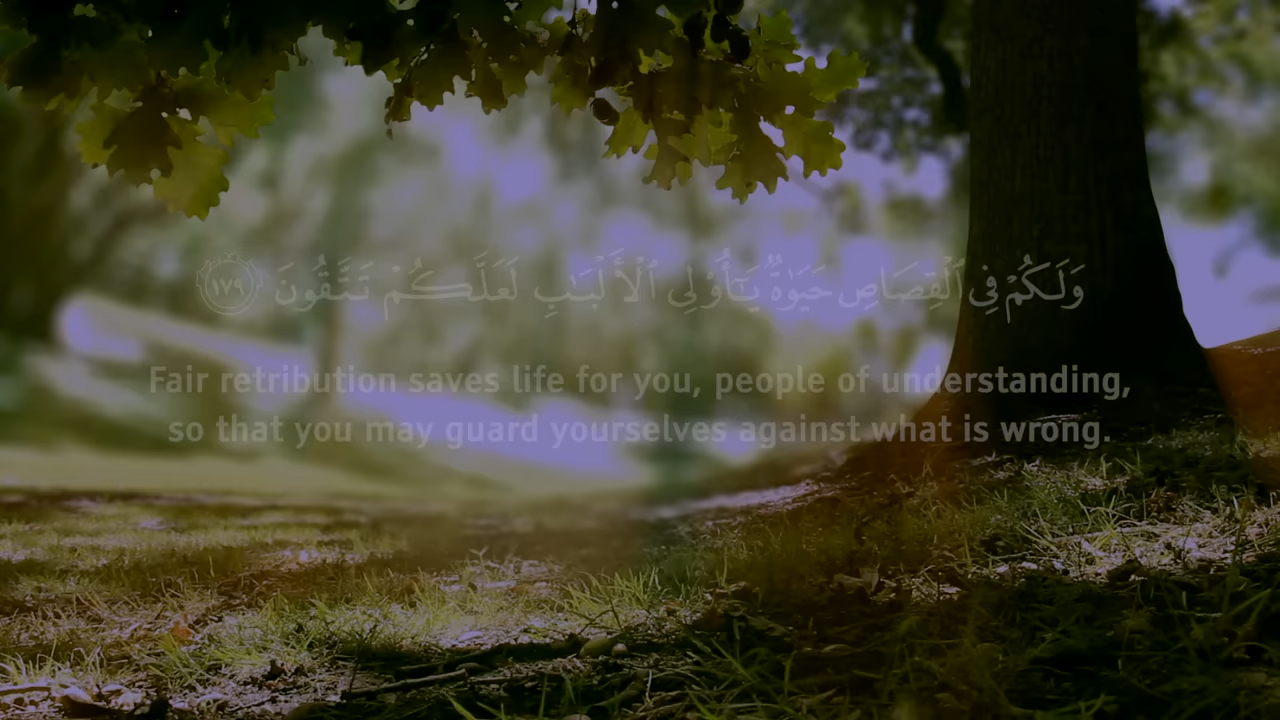 وَلَكُمْ فِي ٱلْقِصَاصِ حَيَوٰةٌ يَـٰٓأُو۟لِى ٱلْأَلْبَـٰبِ لَعَلَّكُمْ تَتَّقُونَ ١٧٩
Fair retribution saves life for you, people of understanding,
so that you may guard yourselves against what is wrong.